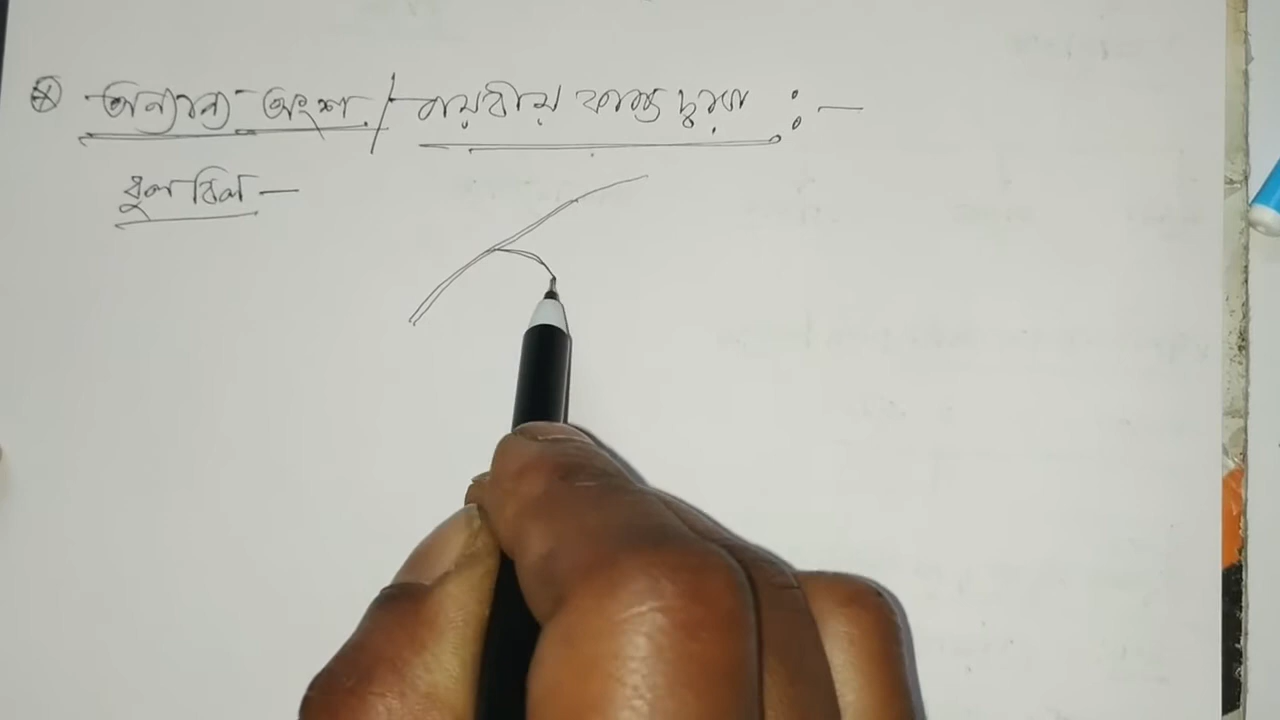 অন্যান্য অংশ / বায়বীয় কান্ড দ্বারা :-
খুল বিল —